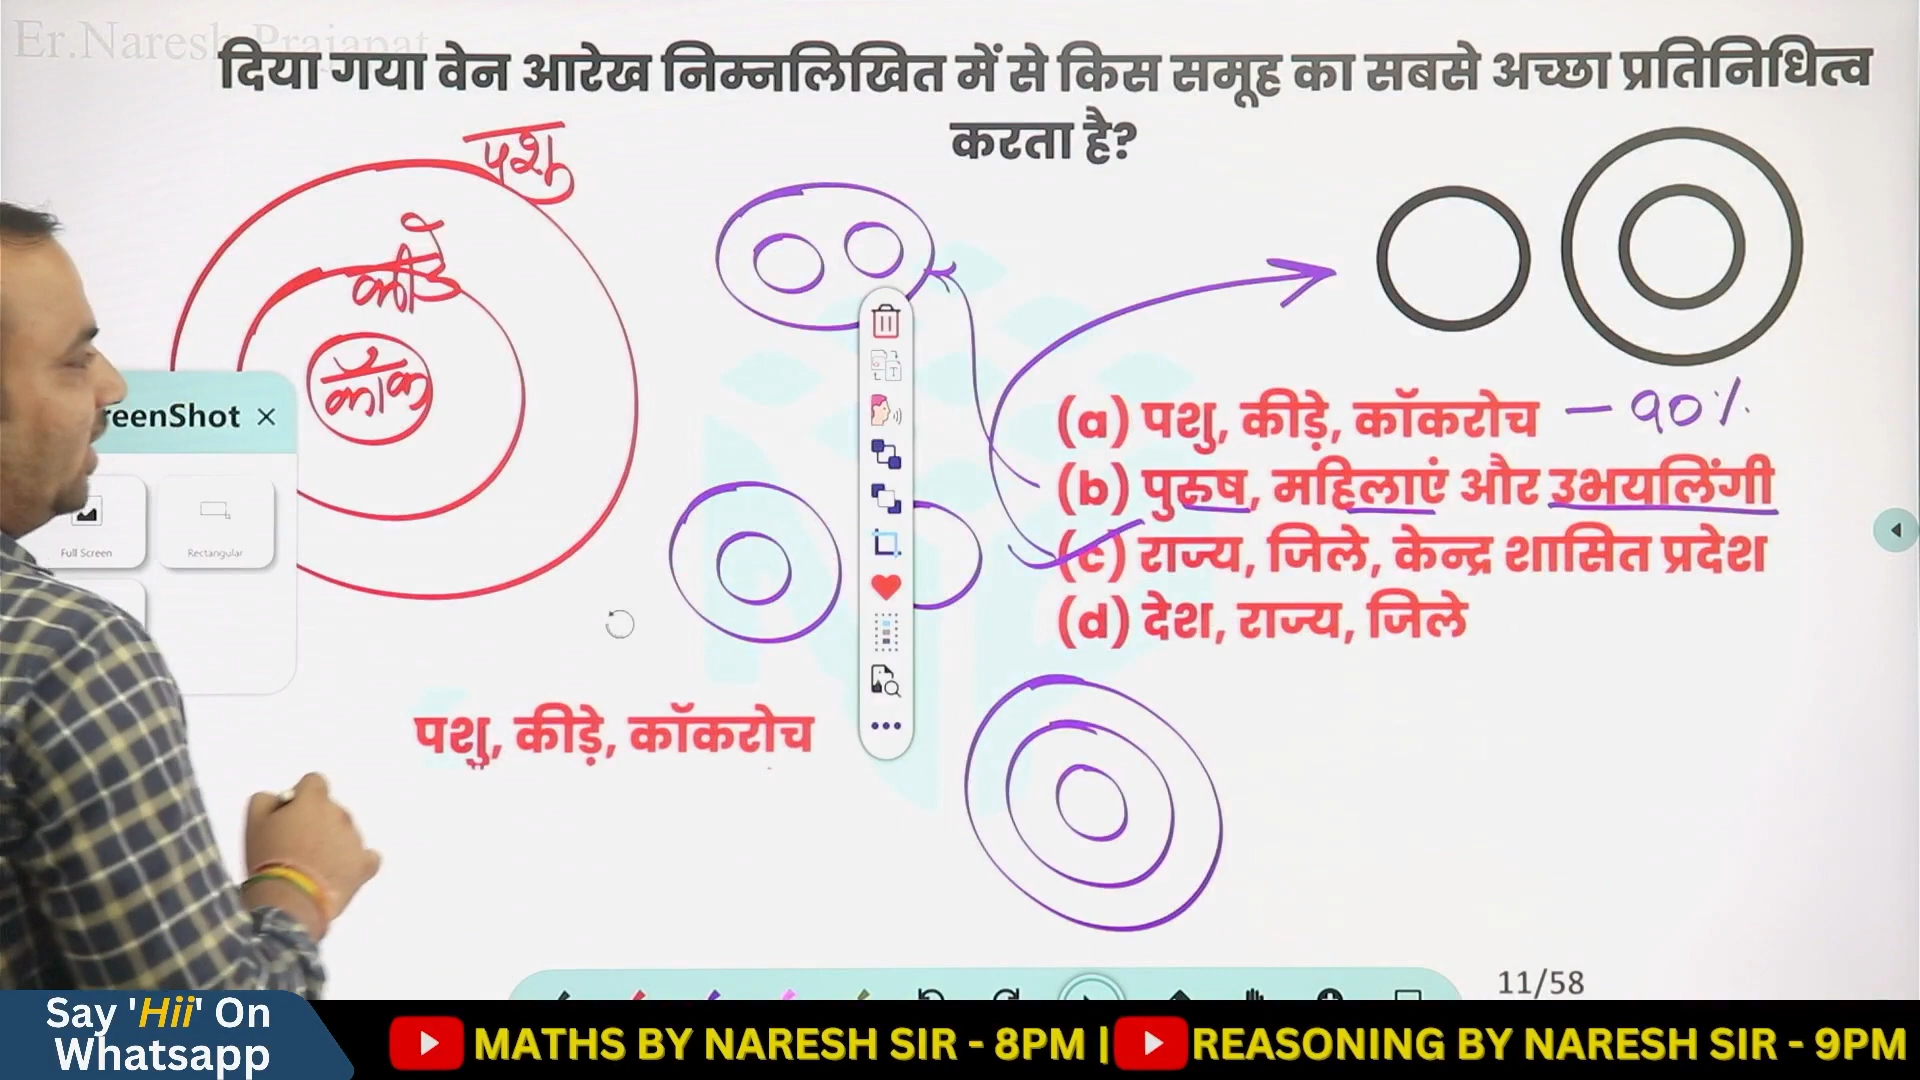 Er.Naresh Prajapat
दिया गया वेन आरेख निम्नलिखित में से किस समूह का सबसे अच्छा प्रतिनिधित्व
करता है?
पशु
कीड़े
कॉक
reenShot ×
Full Screen
Rectangular
(a) पशु, कीड़े, कॉकरोच - 90%
(b) पुरुष, महिलाएं और उभयलिंगी
(c) राज्य, जिले, केन्द्र शासित प्रदेश
(d) देश, राज्य, जिले
पशु, कीड़े, कॉकरोच
11/58
Say 'Hii' On
Whatsapp
MATHS BY NARESH SIR - 8PM | REASONING BY NARESH SIR - 9PM